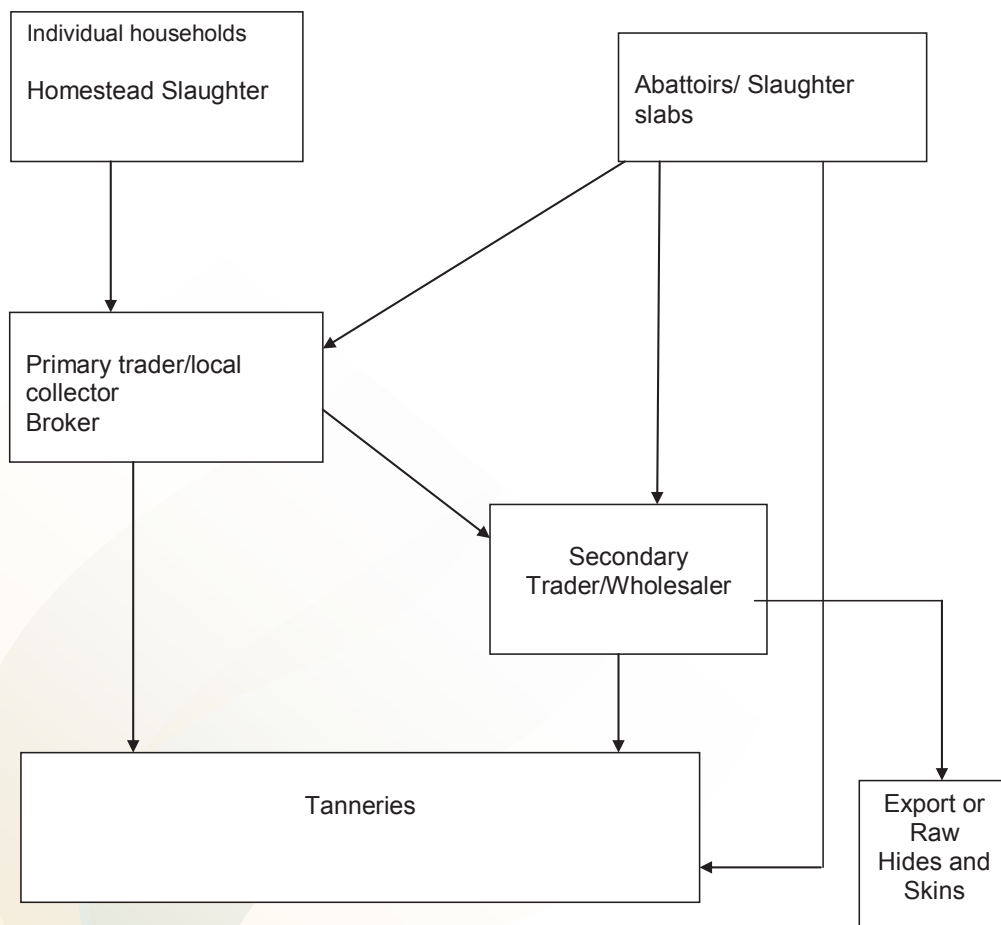 Individual households
Homestead Slaughter
Abattoirs/ Slaughter
slabs
Primary trader/local
collector
Broker
Secondary
Trader/Wholesaler
Tanneries
Export or
Raw
Hides and
Skins